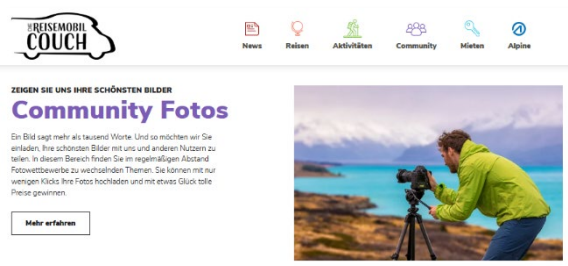 DIE REISEMOBIL
COUCH
News Reisen Aktivitäten Community Mieten Alpine
ZEIGEN SIE UNS IHRE SCHÖNSTEN BILDER
Community Fotos
Ein Bild sagt mehr als tausend Worte. Und so möchten wir Sie
einladen, Ihre schönsten Bilder mit uns und anderen Nutzern zu
teilen. In diesem Bereich finden Sie im regelmäßigen Abstand
Fotowettbewerbe zu wechselnden Themen. Sie können mit nur
wenigen Klicks Ihre Fotos hochladen und mit etwas Glück tolle
Preise gewinnen.
Mehr erfahren